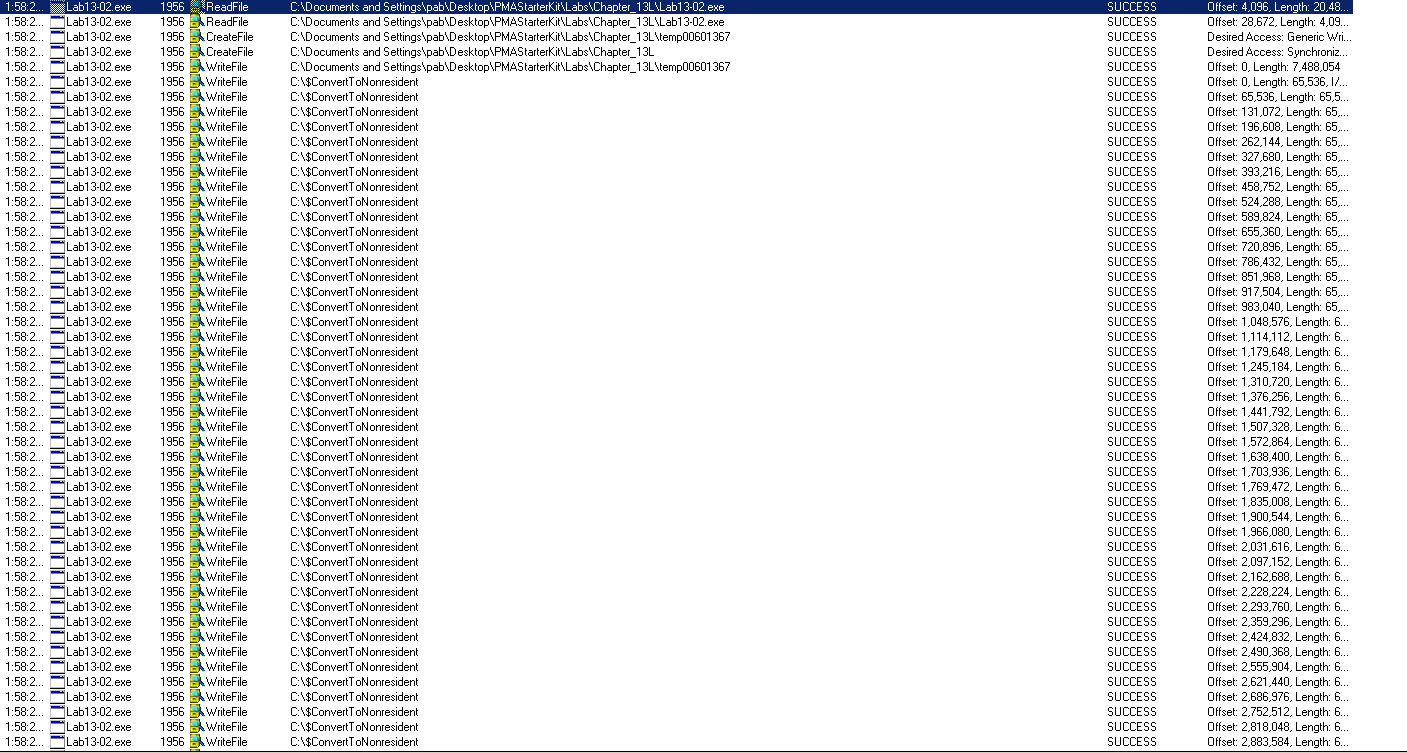 1:58:2... Lab13-02.exe 1956 ReadFile C:\Documents and Settings\pab\Desktop\PMAStarterKit\Labs\Chapter_13L\Lab13-02.exe SUCCESS Offset: 4,096, Length: 20,48...
1:58:2... Lab13-02.exe 1956 ReadFile C:\Documents and Settings\pab\Desktop\PMAStarterKit\Labs\Chapter_13L\Lab13-02.exe SUCCESS Offset: 28,672, Length: 4,09...
1:58:2... Lab13-02.exe 1956 CreateFile C:\Documents and Settings\pab\Desktop\PMAStarterKit\Labs\Chapter_13L\temp00601367 SUCCESS Desired Access: Generic Wri...
1:58:2... Lab13-02.exe 1956 CreateFile C:\Documents and Settings\pab\Desktop\PMAStarterKit\Labs\Chapter_13L SUCCESS Desired Access: Synchroniz...
1:58:2... Lab13-02.exe 1956 WriteFile C:\Documents and Settings\pab\Desktop\PMAStarterKit\Labs\Chapter_13L\temp00601367 SUCCESS Offset: 0, Length: 7,488,054
1:58:2... Lab13-02.exe 1956 WriteFile C:\$ConvertToNonresident SUCCESS Offset: 0, Length: 65,536, I/...
1:58:2... Lab13-02.exe 1956 WriteFile C:\$ConvertToNonresident SUCCESS Offset: 65,536, Length: 65,5...
1:58:2... Lab13-02.exe 1956 WriteFile C:\$ConvertToNonresident SUCCESS Offset: 131,072, Length: 65,...
1:58:2... Lab13-02.exe 1956 WriteFile C:\$ConvertToNonresident SUCCESS Offset: 196,608, Length: 65,...
1:58:2... Lab13-02.exe 1956 WriteFile C:\$ConvertToNonresident SUCCESS Offset: 262,144, Length: 65,...
1:58:2... Lab13-02.exe 1956 WriteFile C:\$ConvertToNonresident SUCCESS Offset: 327,680, Length: 65,...
1:58:2... Lab13-02.exe 1956 WriteFile C:\$ConvertToNonresident SUCCESS Offset: 393,216, Length: 65,...
1:58:2... Lab13-02.exe 1956 WriteFile C:\$ConvertToNonresident SUCCESS Offset: 458,752, Length: 65,...
1:58:2... Lab13-02.exe 1956 WriteFile C:\$ConvertToNonresident SUCCESS Offset: 524,288, Length: 65,...
1:58:2... Lab13-02.exe 1956 WriteFile C:\$ConvertToNonresident SUCCESS Offset: 589,824, Length: 65,...
1:58:2... Lab13-02.exe 1956 WriteFile C:\$ConvertToNonresident SUCCESS Offset: 655,360, Length: 65,...
1:58:2... Lab13-02.exe 1956 WriteFile C:\$ConvertToNonresident SUCCESS Offset: 720,896, Length: 65,...
1:58:2... Lab13-02.exe 1956 WriteFile C:\$ConvertToNonresident SUCCESS Offset: 786,432, Length: 65,...
1:58:2... Lab13-02.exe 1956 WriteFile C:\$ConvertToNonresident SUCCESS Offset: 851,968, Length: 65,...
1:58:2... Lab13-02.exe 1956 WriteFile C:\$ConvertToNonresident SUCCESS Offset: 917,504, Length: 65,...
1:58:2... Lab13-02.exe 1956 WriteFile C:\$ConvertToNonresident SUCCESS Offset: 983,040, Length: 65,...
1:58:2... Lab13-02.exe 1956 WriteFile C:\$ConvertToNonresident SUCCESS Offset: 1,048,576, Length: 6...
1:58:2... Lab13-02.exe 1956 WriteFile C:\$ConvertToNonresident SUCCESS Offset: 1,114,112, Length: 6...
1:58:2... Lab13-02.exe 1956 WriteFile C:\$ConvertToNonresident SUCCESS Offset: 1,179,648, Length: 6...
1:58:2... Lab13-02.exe 1956 WriteFile C:\$ConvertToNonresident SUCCESS Offset: 1,245,184, Length: 6...
1:58:2... Lab13-02.exe 1956 WriteFile C:\$ConvertToNonresident SUCCESS Offset: 1,310,720, Length: 6...
1:58:2... Lab13-02.exe 1956 WriteFile C:\$ConvertToNonresident SUCCESS Offset: 1,376,256, Length: 6...
1:58:2... Lab13-02.exe 1956 WriteFile C:\$ConvertToNonresident SUCCESS Offset: 1,441,792, Length: 6...
1:58:2... Lab13-02.exe 1956 WriteFile C:\$ConvertToNonresident SUCCESS Offset: 1,507,328, Length: 6...
1:58:2... Lab13-02.exe 1956 WriteFile C:\$ConvertToNonresident SUCCESS Offset: 1,572,864, Length: 6...
1:58:2... Lab13-02.exe 1956 WriteFile C:\$ConvertToNonresident SUCCESS Offset: 1,638,400, Length: 6...
1:58:2... Lab13-02.exe 1956 WriteFile C:\$ConvertToNonresident SUCCESS Offset: 1,703,936, Length: 6...
1:58:2... Lab13-02.exe 1956 WriteFile C:\$ConvertToNonresident SUCCESS Offset: 1,769,472, Length: 6...
1:58:2... Lab13-02.exe 1956 WriteFile C:\$ConvertToNonresident SUCCESS Offset: 1,835,008, Length: 6...
1:58:2... Lab13-02.exe 1956 WriteFile C:\$ConvertToNonresident SUCCESS Offset: 1,900,544, Length: 6...
1:58:2... Lab13-02.exe 1956 WriteFile C:\$ConvertToNonresident SUCCESS Offset: 1,966,080, Length: 6...
1:58:2... Lab13-02.exe 1956 WriteFile C:\$ConvertToNonresident SUCCESS Offset: 2,031,616, Length: 6...
1:58:2... Lab13-02.exe 1956 WriteFile C:\$ConvertToNonresident SUCCESS Offset: 2,097,152, Length: 6...
1:58:2... Lab13-02.exe 1956 WriteFile C:\$ConvertToNonresident SUCCESS Offset: 2,162,688, Length: 6...
1:58:2... Lab13-02.exe 1956 WriteFile C:\$ConvertToNonresident SUCCESS Offset: 2,228,224, Length: 6...
1:58:2... Lab13-02.exe 1956 WriteFile C:\$ConvertToNonresident SUCCESS Offset: 2,293,760, Length: 6...
1:58:2... Lab13-02.exe 1956 WriteFile C:\$ConvertToNonresident SUCCESS Offset: 2,359,296, Length: 6...
1:58:2... Lab13-02.exe 1956 WriteFile C:\$ConvertToNonresident SUCCESS Offset: 2,424,832, Length: 6...
1:58:2... Lab13-02.exe 1956 WriteFile C:\$ConvertToNonresident SUCCESS Offset: 2,490,368, Length: 6...
1:58:2... Lab13-02.exe 1956 WriteFile C:\$ConvertToNonresident SUCCESS Offset: 2,555,904, Length: 6...
1:58:2... Lab13-02.exe 1956 WriteFile C:\$ConvertToNonresident SUCCESS Offset: 2,621,440, Length: 6...
1:58:2... Lab13-02.exe 1956 WriteFile C:\$ConvertToNonresident SUCCESS Offset: 2,686,976, Length: 6...
1:58:2... Lab13-02.exe 1956 WriteFile C:\$ConvertToNonresident SUCCESS Offset: 2,752,512, Length: 6...
1:58:2... Lab13-02.exe 1956 WriteFile C:\$ConvertToNonresident SUCCESS Offset: 2,818,048, Length: 6...
1:58:2... Lab13-02.exe 1956 WriteFile C:\$ConvertToNonresident SUCCESS Offset: 2,883,584, Length: 6...